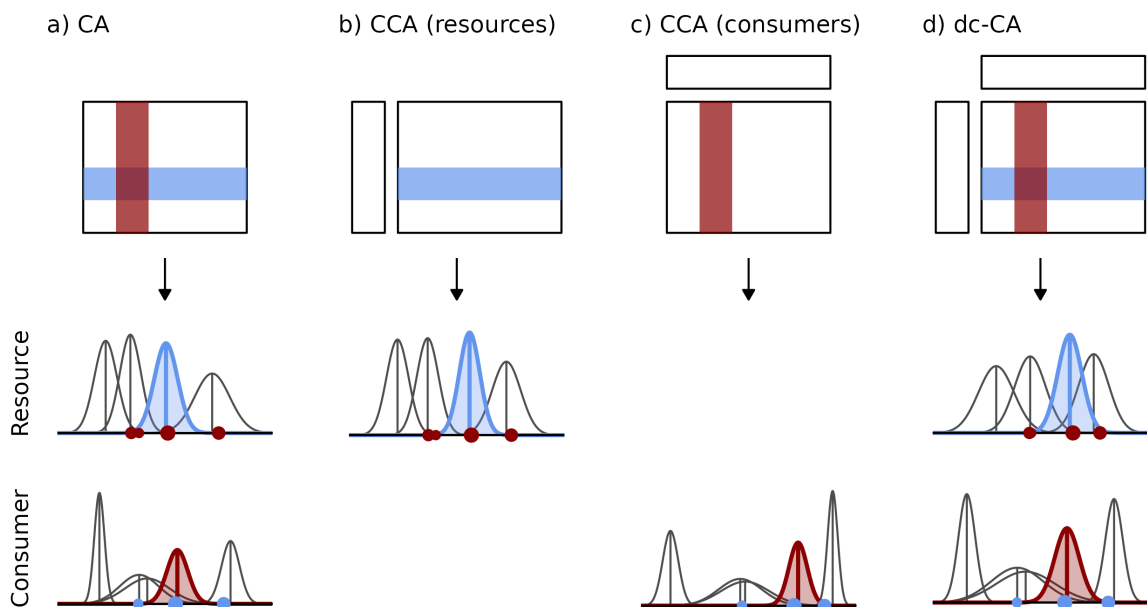 a) CA
b) CCA (resources)
c) CCA (consumers)
d) dc-CA
Resource
Consumer